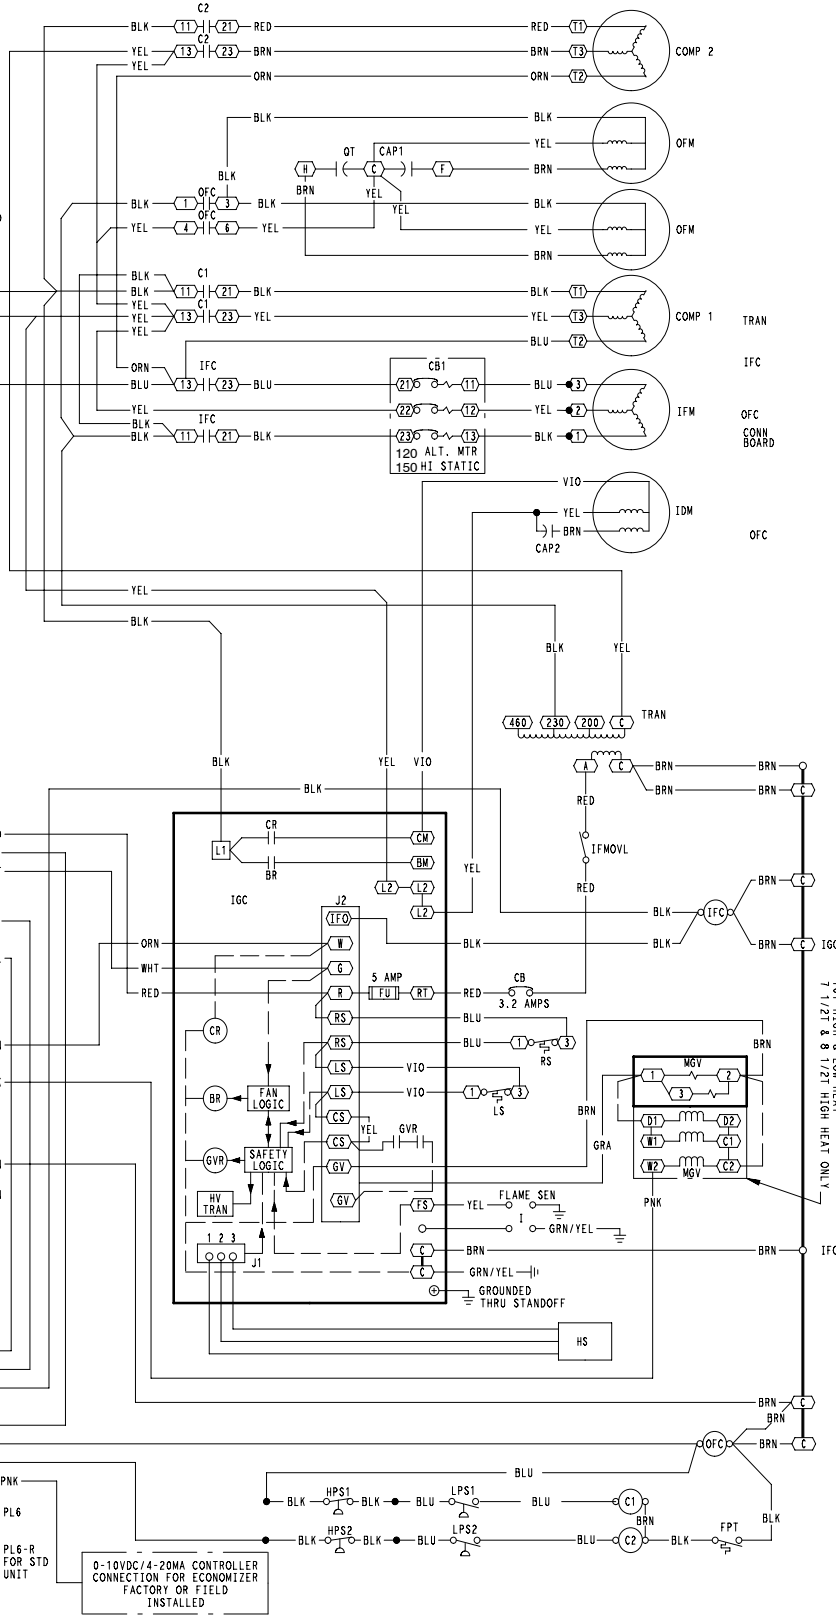 C2
BLK 11 21 RED RED T1
C2
YEL 13 23 BRN BRN T3 COMP 2
YEL
ORN ORN T2
BLK BLK
YEL OFM
QT CAP1
H C F BRN
BLK
BRN YEL
OFC
BLK 1 3 BLK BLK
YEL
OFC
YEL 4 6 YEL YEL OFM
BRN
BLK C1
BLK 11 21 BLK BLK T1
YEL C1
YEL 13 23 YEL YEL T3 COMP 1 TRAN
YEL
BLU T2
ORN IFC CB1 IFC
BLU 13 23 BLU 21 11 BLU 3
YEL 22 12 YEL 2 IFM OFC
IFC
BLK
BLK 11 21 BLK 23 13 BLK 1 CONN
BOARD
120 ALT. MTR
150 HI STATIC
VIO
YEL IDM
BRN
CAP2 OFC
YEL
BLK
BLK YEL
460 230 200 C TRAN
BLK YEL VIO
A C BRN BRN
BRN BRN C
BLK RED
CR
L1 CM IFMOVL
BR BM YEL
L2 L2 RED BRN C
IGC J2
IFO L2 BLK IFC
ORN W BLK BLK BRN C
WHT G
5 AMP CB
RED R FU RT RED 3.2 AMPS
RS BLU
CR
RS BLU 1 3 BRN
RS
LS VIO MGV
1 2
BR FAN
LOGIC LS VIO 1 3 3
LS
CS BRN D1 D2
YEL GVR
CS GRA W1 C1
GVR SAFETY
LOGIC GV W2 C2
MGV
HV
TRAN GV FLAME SEN PNK
FS YEL
I
GRN/YEL
1 2 3
J1 C BRN BRN
C GRN/YEL
GROUNDED
THRU STANDOFF
HS
7 1/2T & 8 1/2T HIGH HEAT ONLY
BRN C
BRN
OFC BRN C
BLU
PNK
HPS1 LPS1
BLK BLK BLU BLU C1
PL6 BRN BLK
HPS2 LPS2 FPT
BLK BLK BLU BLU C2 BLK
PL6-R
FOR STD
UNIT
0-10VDC/4-20MA CONTROLLER
CONNECTION FOR ECONOMIZER
FACTORY OR FIELD
INSTALLED